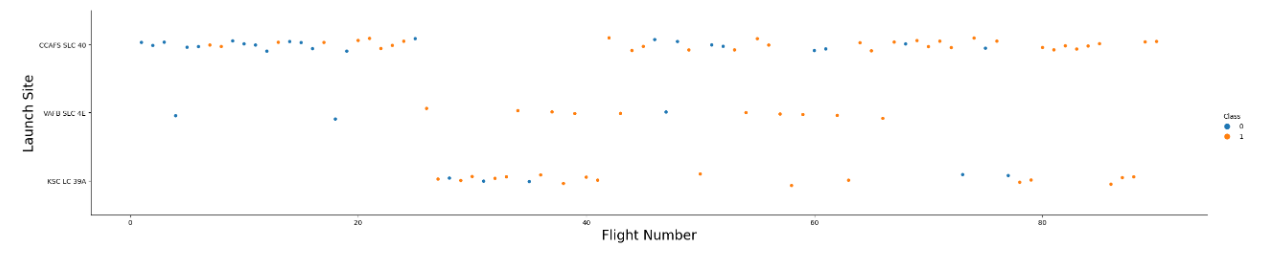 Launch Site
CCAFS SLC 40
VAFB SLC 4E
KSC LC 39A
0 20 40 60 80
Flight Number
Class
0
1